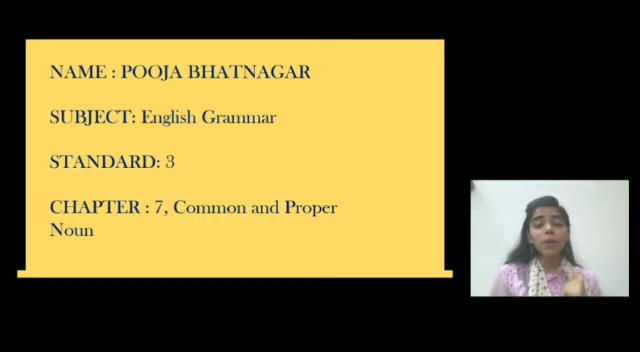 NAME : POOJA BHATNAGAR
SUBJECT: English Grammar
STANDARD: 3
CHAPTER : 7, Common and Proper
Noun